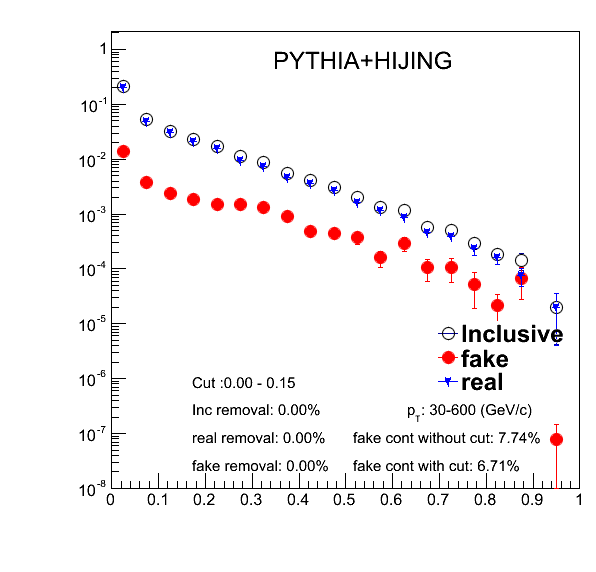 PYTHIA+HIJING
1
10^-1
10^-2
10^-3
10^-4
10^-5
10^-6
10^-7
10^-8
Inclusive
fake
real
Cut :0.00 - 0.15
Inc removal: 0.00% p_T: 30-600 (GeV/c)
real removal: 0.00% fake cont without cut: 7.74%
fake removal: 0.00% fake cont with cut: 6.71%
0 0.1 0.2 0.3 0.4 0.5 0.6 0.7 0.8 0.9 1